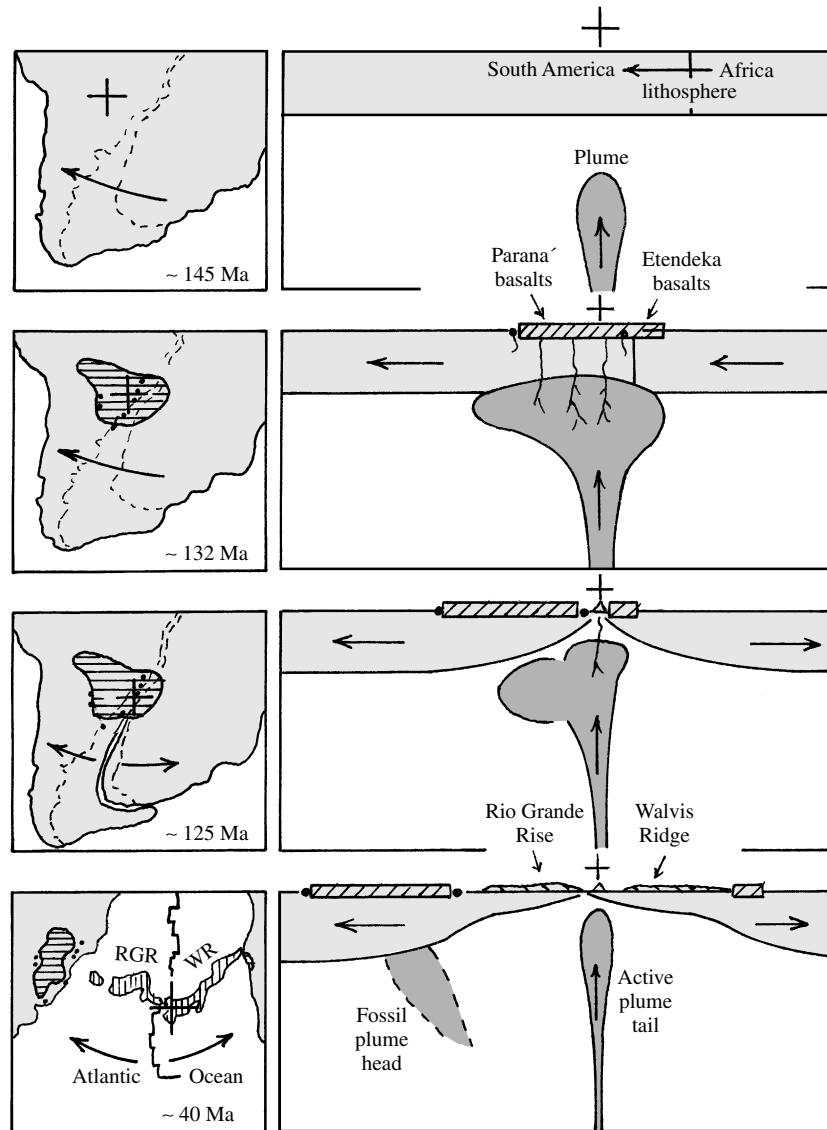 South America
Africa
lithosphere
Plume
~ 145 Ma
Parana´
basalts
Etendeka
basalts
~ 132 Ma
~ 125 Ma
Rio Grande
Rise
Walvis
Ridge
RGR
WR
Atlantic
Ocean
~ 40 Ma
Fossil
plume
head
Active
plume
tail